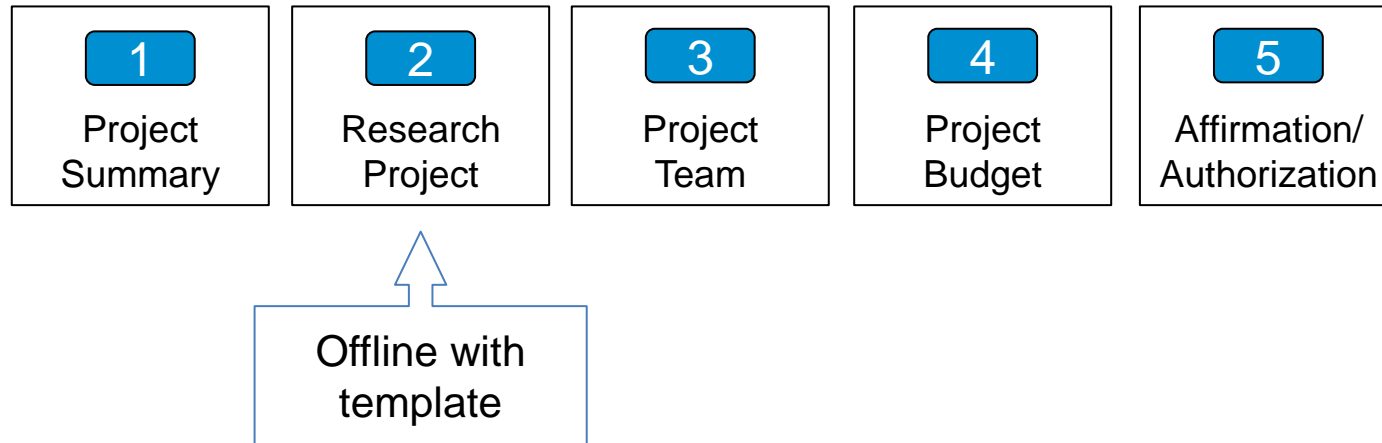 1
Project
Summary
2
Research
Project
3
Project
Team
4
Project
Budget
5
Affirmation/
Authorization
Offline with
template